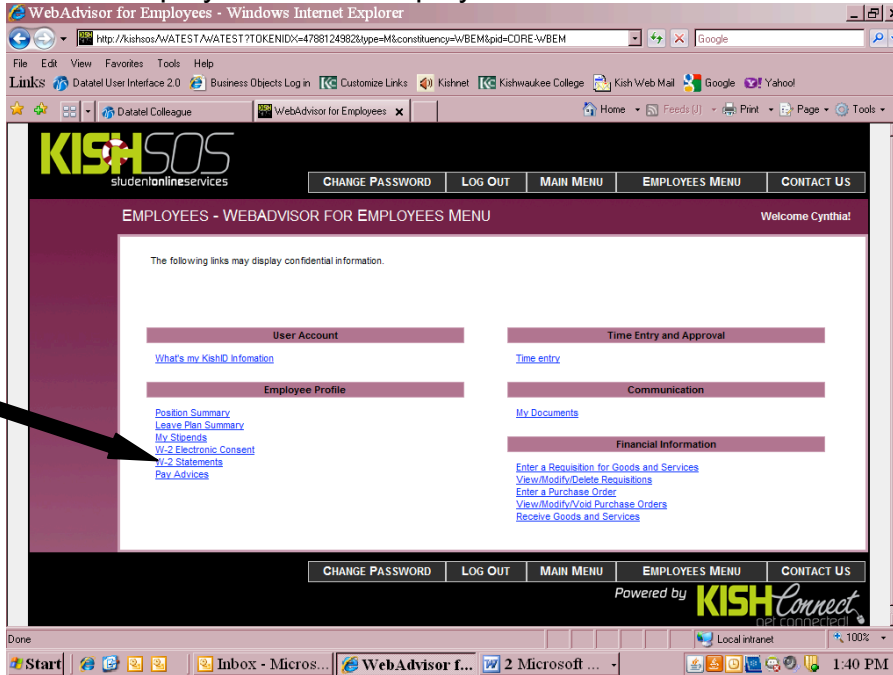 WebAdvisor for Employees - Windows Internet Explorer
http://kishsos/WATEST/WATEST?TOKENIDX=4788124982&type=M&constituency=WBEM&pid=CORE-WBEM
Google
File Edit View Favorites Tools Help
Links Datatel User Interface 2.0 Business Objects Log in Customize Links Kishnet Kishwaukee College Kish Web Mail Google Yahoo!
Datatel Colleague WebAdvisor for Employees Home Feeds (J) Print Page Tools
KISHSOS
studentonlineservices
CHANGE PASSWORD LOG OUT MAIN MENU EMPLOYEES MENU CONTACT US
EMPLOYEES - WEBADVISOR FOR EMPLOYEES MENU Welcome Cynthia!
The following links may display confidential information.
User Account
What's my KishID Infomation
Employee Profile
Position Summary
Leave Plan Summary
My Stipends
W-2 Electronic Consent
W-2 Statements
Pay Advices
Time Entry and Approval
Time entry
Communication
My Documents
Financial Information
Enter a Requisition for Goods and Services
View/Modify/Delete Requisitions
Enter a Purchase Order
View/Modify/Void Purchase Orders
Receive Goods and Services
CHANGE PASSWORD LOG OUT MAIN MENU EMPLOYEES MENU CONTACT US
Powered by KISH Connect
get connected!
Done Local intranet 100%
Start Inbox - Micros... WebAdvisor f... 2 Microsoft ... 1:40 PM